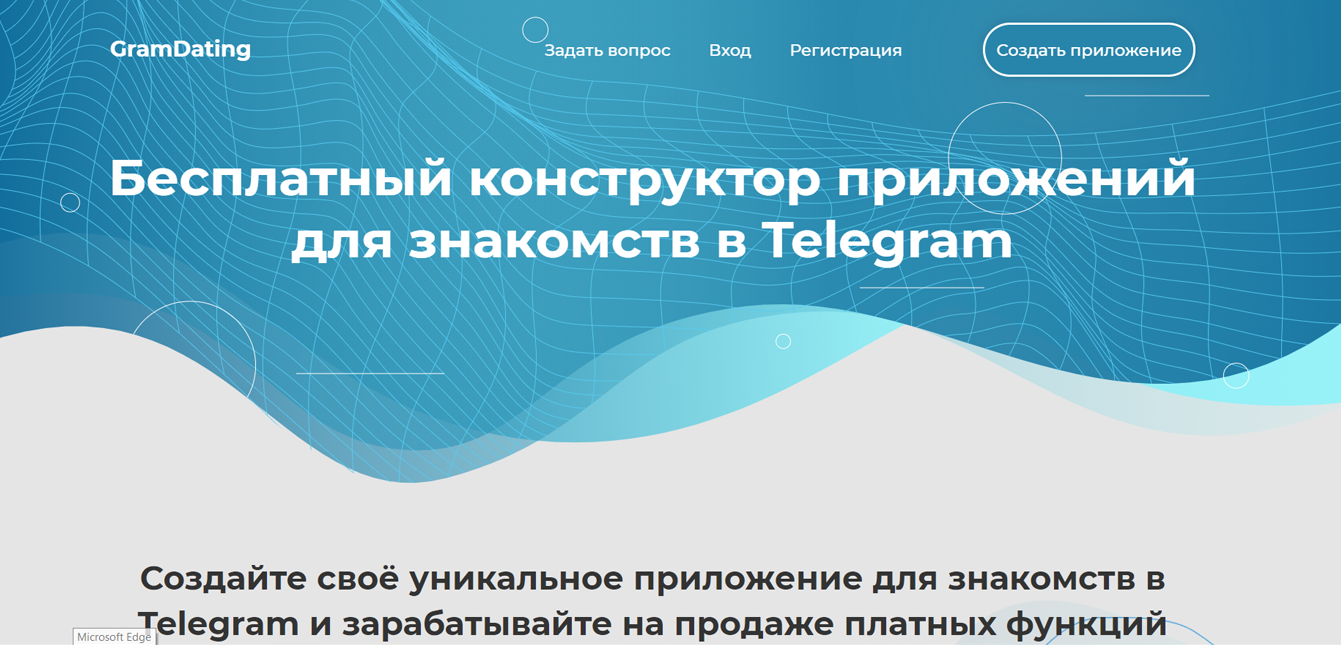 GramDating
Задать вопрос
Вход
Регистрация
Создать приложение
Бесплатный конструктор приложений
для знакомств в Telegram
Создайте своё уникальное приложение для знакомств в
Telegram и зарабатывайте на продаже платных функций
Microsoft Edge